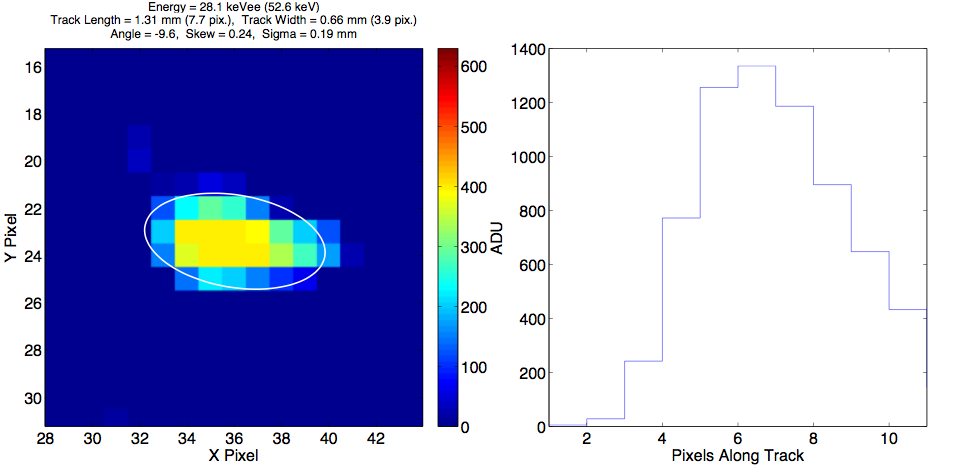 Energy = 28.1 keVee (52.6 keV)
Track Length = 1.31 mm (7.7 pix.), Track Width = 0.66 mm (3.9 pix.)
Angle = -9.6, Skew = 0.24, Sigma = 0.19 mm
16
18
20
22
24
26
28
30
Y Pixel
28 30 32 34 36 38 40 42
X Pixel
600
500
400
300
200
100
0
1400
1200
1000
800
600
400
200
0
ADU
2 4 6 8 10
Pixels Along Track